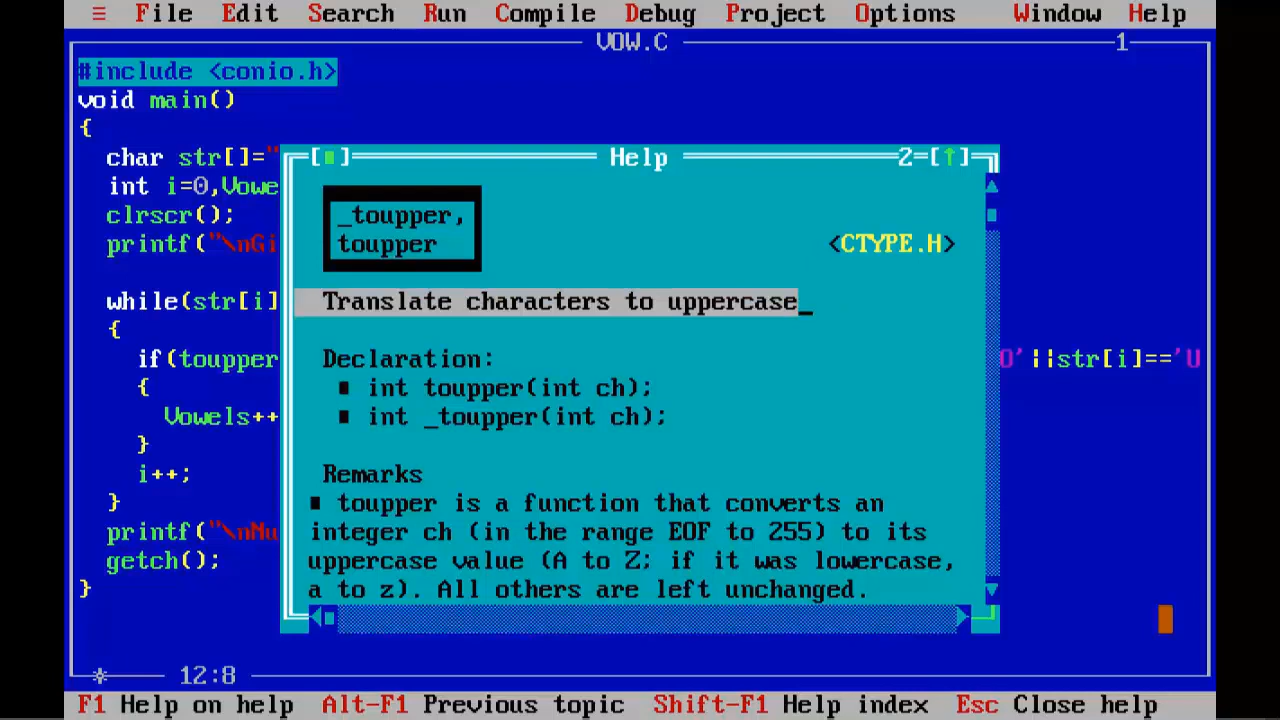 ≡ File Edit Search Run Compile Debug Project Options Window Help
VOW.C 1
#include <conio.h>
void main()
{
char str[]="
int i=0,Vowe
clrscr();
printf("\nGi
while(str[i]
{
if(toupper O'||str[i]=='U
{
Vowels++
}
i++;
}
printf("\nNu
getch();
}
12:8
[■] Help 2=[↑]
_toupper,
toupper <CTYPE.H>
Translate characters to uppercase_
Declaration:
■ int toupper(int ch);
■ int _toupper(int ch);
Remarks
■ toupper is a function that converts an
integer ch (in the range EOF to 255) to its
uppercase value (A to Z; if it was lowercase,
a to z). All others are left unchanged.
F1 Help on help Alt-F1 Previous topic Shift-F1 Help index Esc Close help